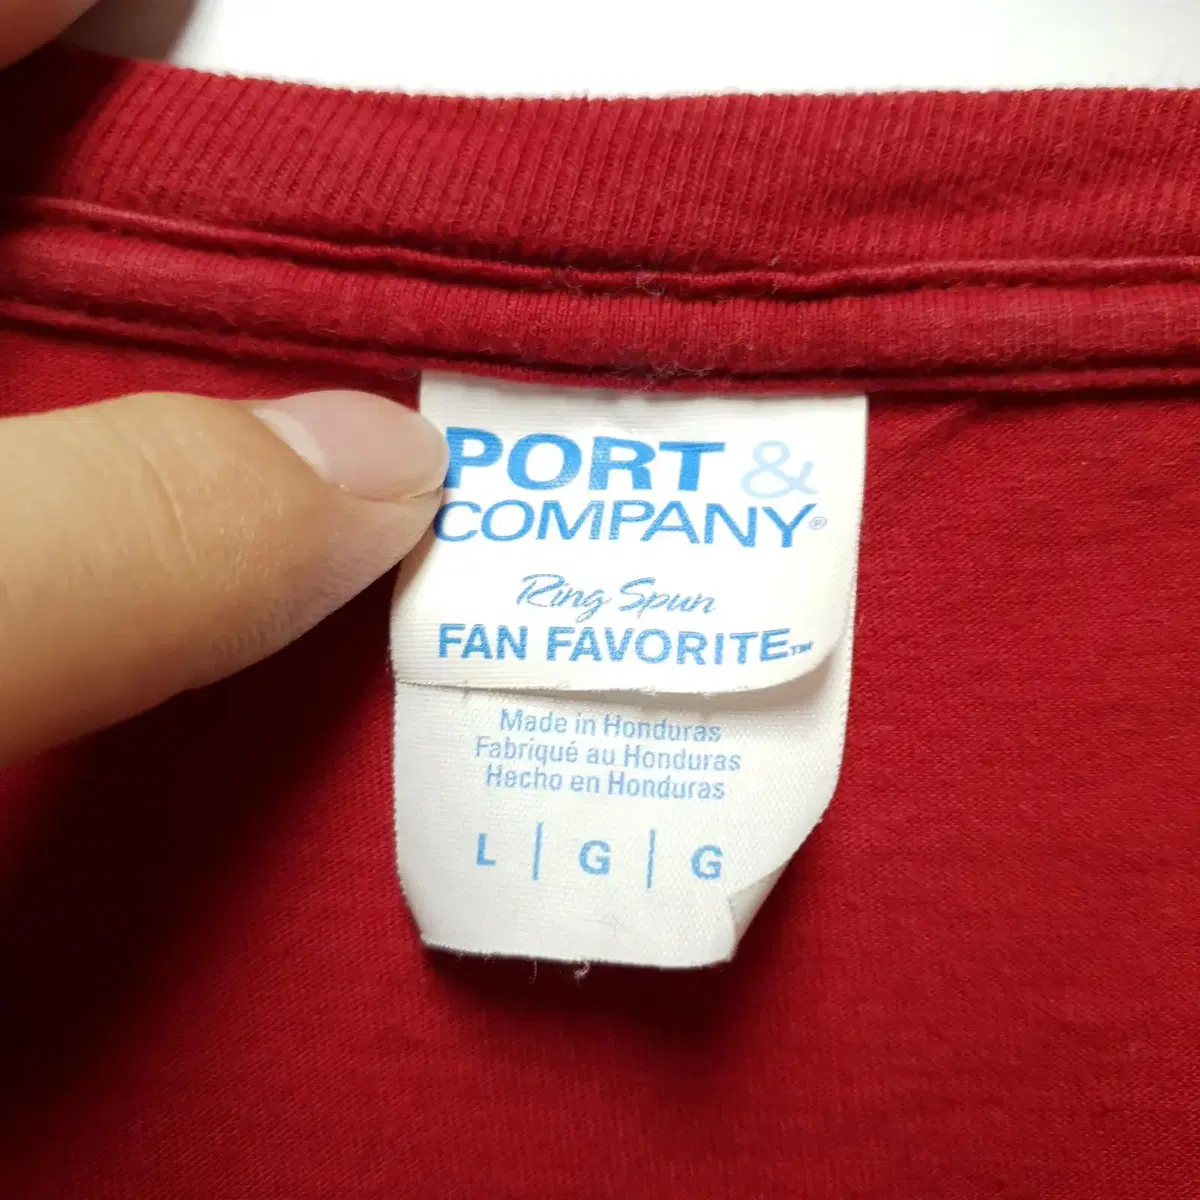 PORT &
COMPANY®
Ring Spun
FAN FAVORITE™
Made in Honduras
Fabriqué au Honduras
Hecho en Honduras
L | G | G